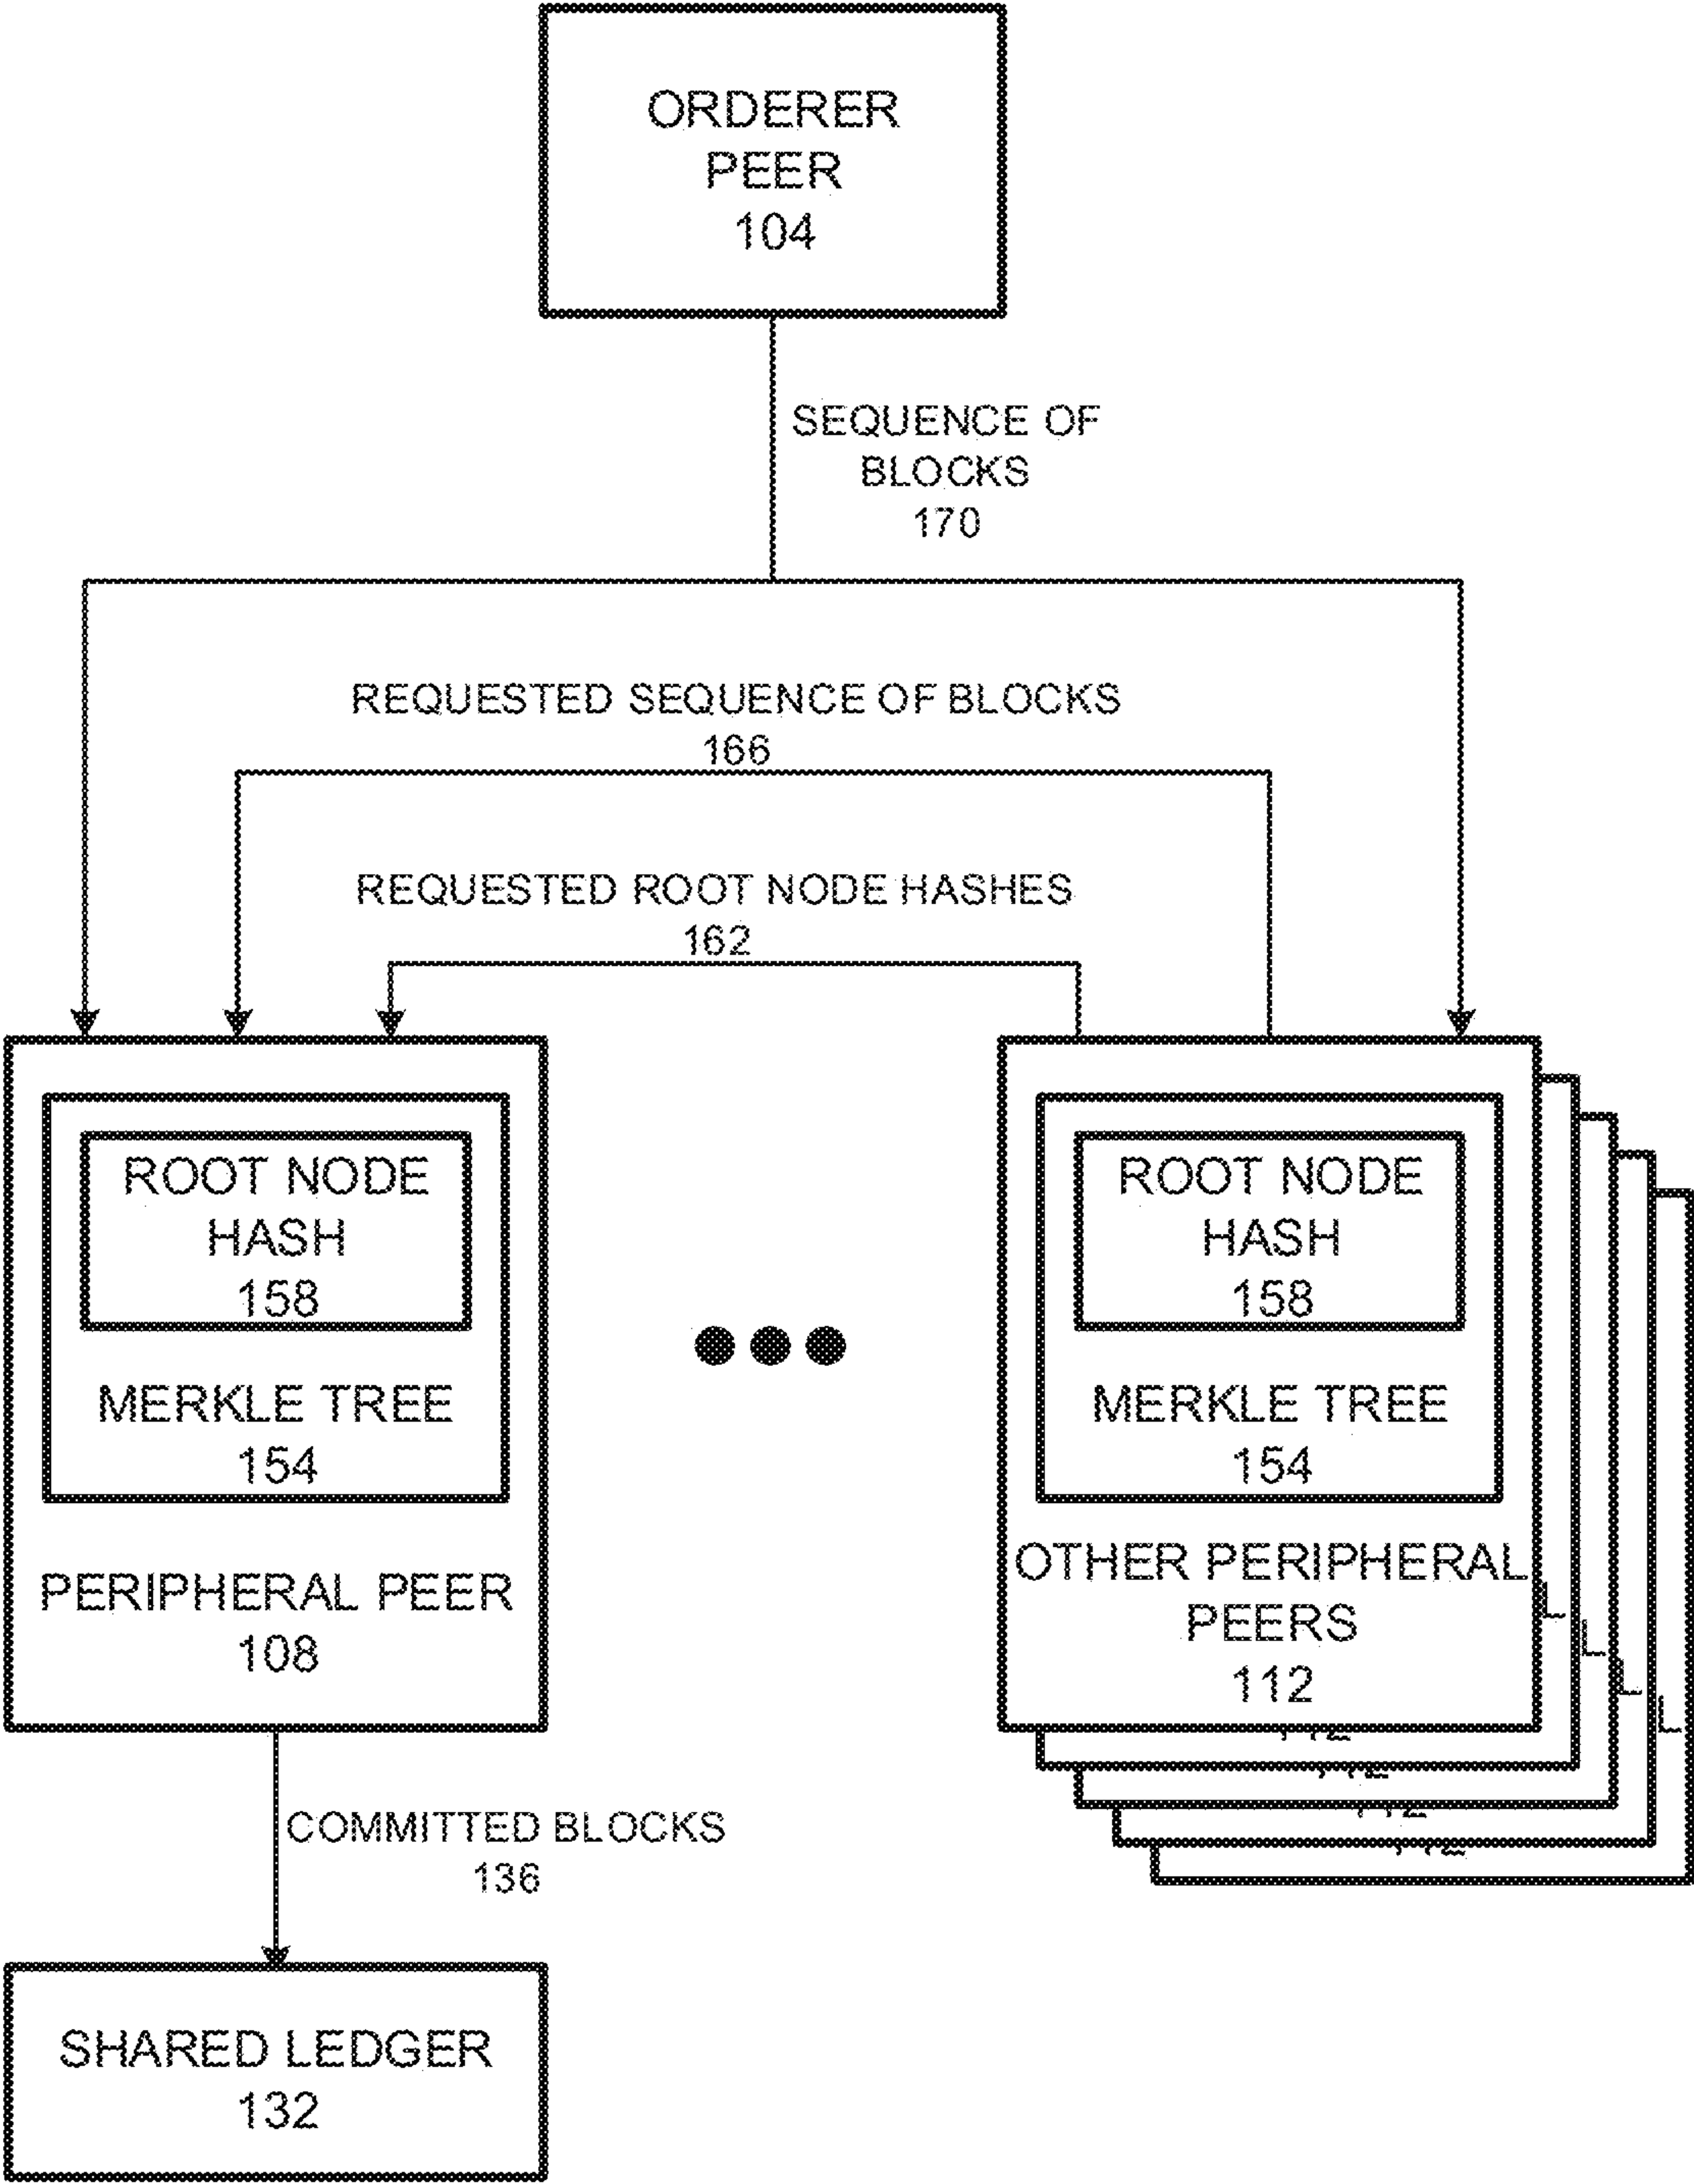 ORDERER
PEER
104
SEQUENCE OF
BLOCKS
170
REQUESTED SEQUENCE OF BLOCKS
166
REQUESTED ROOT NODE HASHES
162
ROOT NODE
HASH
158
MERKLE TREE
154
PERIPHERAL PEER
108
ROOT NODE
HASH
158
MERKLE TREE
154
OTHER PERIPHERAL
PEERS
112
COMMITTED BLOCKS
136
SHARED LEDGER
132